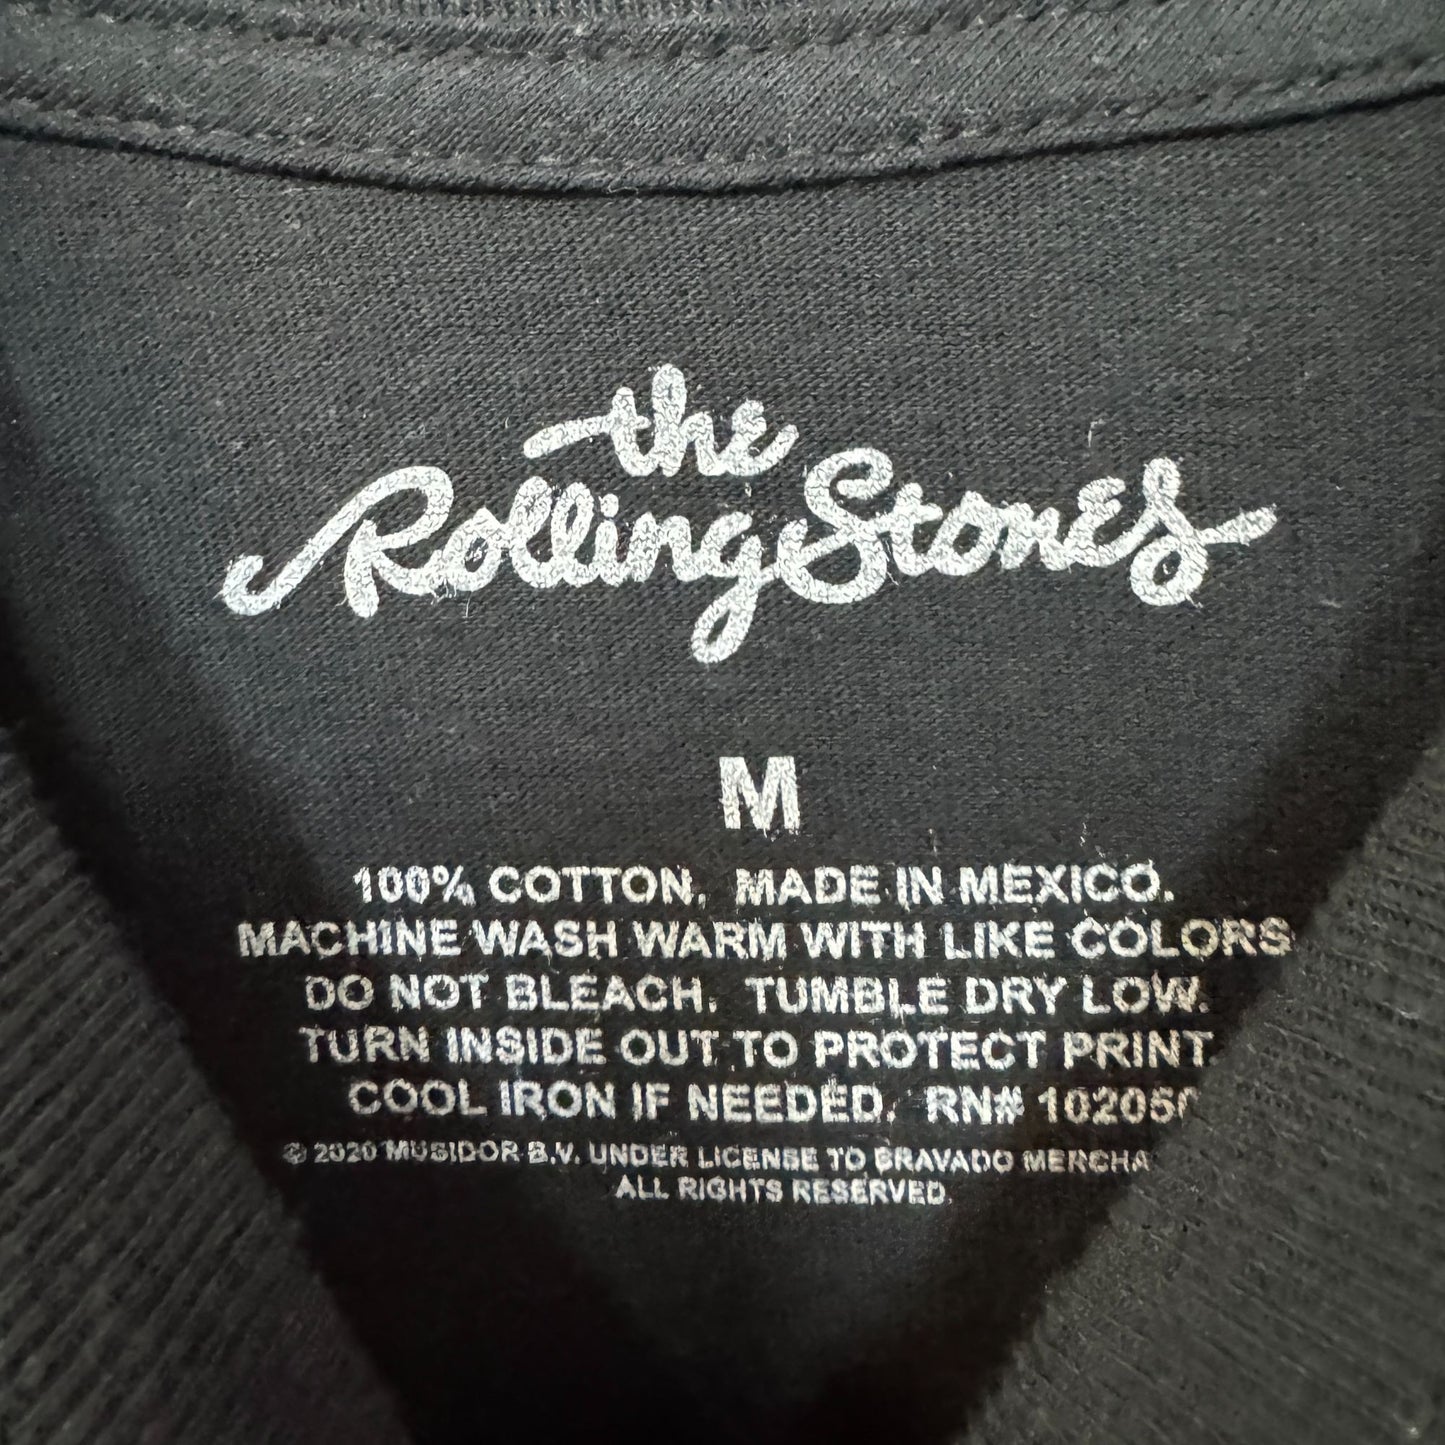 the
Rolling Stones
M
100% COTTON. MADE IN MEXICO.
MACHINE WASH WARM WITH LIKE COLORS
DO NOT BLEACH. TUMBLE DRY LOW.
TURN INSIDE OUT TO PROTECT PRINT
COOL IRON IF NEEDED. RN#
© 2020 MUSIDOR B.V. UNDER LICENSE TO BRAVADO
ALL RIGHTS RESERVED.